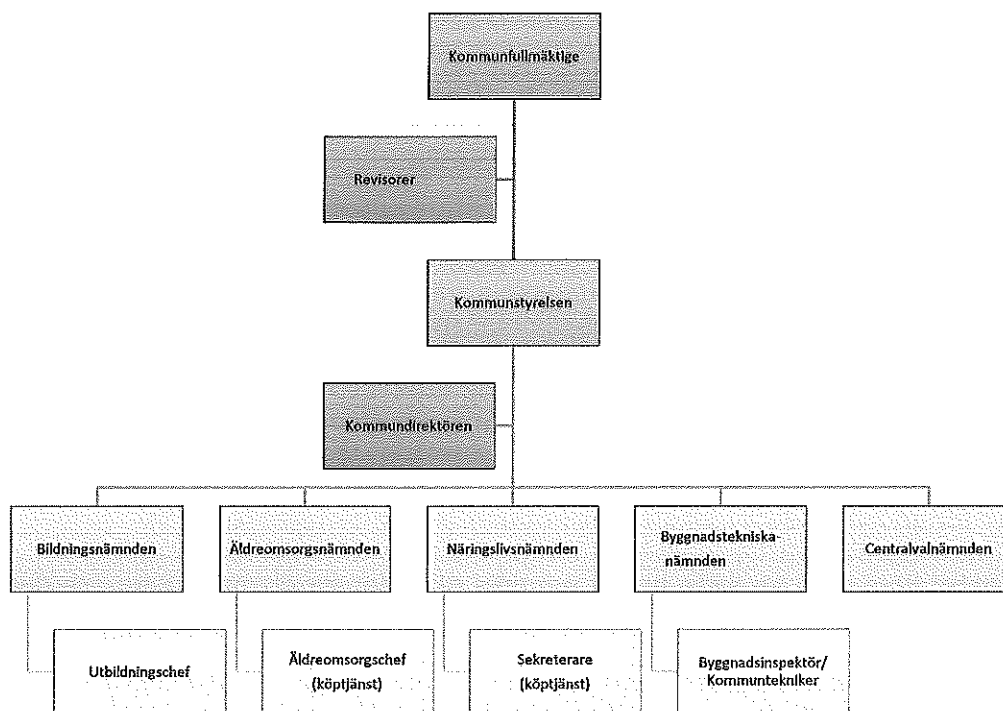 Kommunfullmäktige
Revisorer
Kommunstyrelsen
Kommundirektören
Bildningsnämnden
Äldreomsorgsnämnden
Näringslivsnämnden
Byggnadstekniska
nämnden
Centralvalnämnden
Utbildningschef
Äldreomsorgschef
(köptjänst)
Sekreterare
(köptjänst)
Byggnadsinspektör/
Kommuntekniker